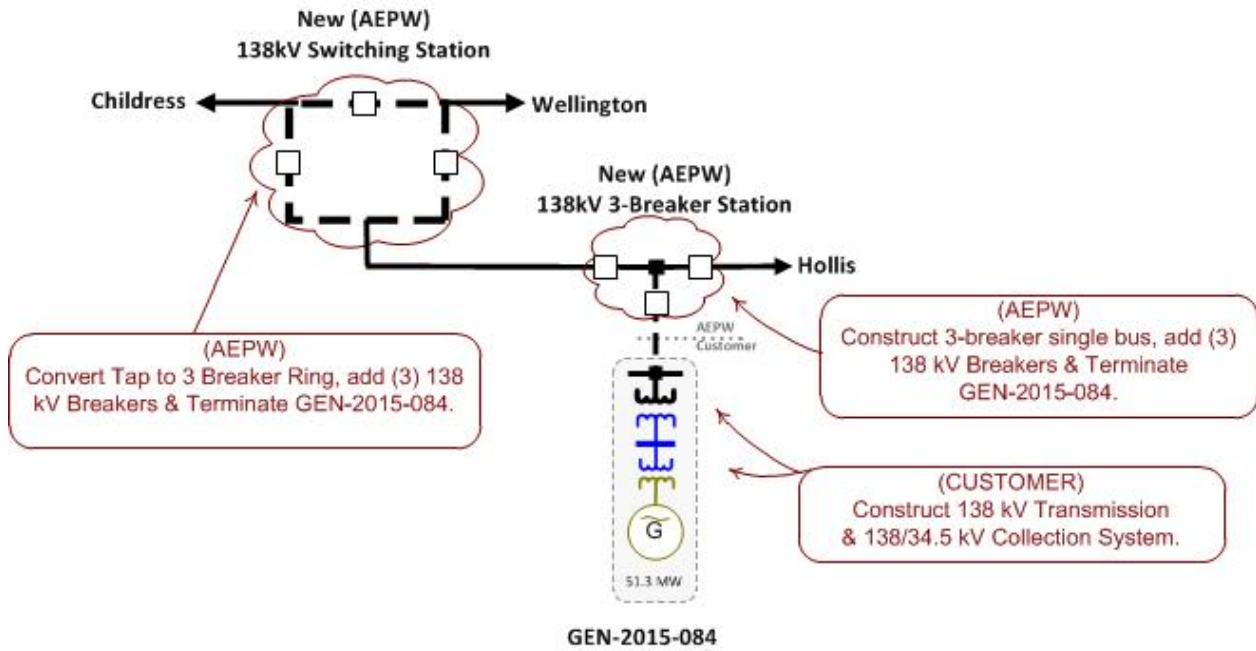 New (AEPW)
138kV Switching Station
Childress
Wellington
New (AEPW)
138kV 3-Breaker Station
Hollis
(AEPW)
Convert Tap to 3 Breaker Ring, add (3) 138
kV Breakers & Terminate GEN-2015-084.
(AEPW)
Construct 3-breaker single bus, add (3)
138 kV Breakers & Terminate
GEN-2015-084.
AEPW
Customer
(CUSTOMER)
Construct 138 kV Transmission
& 138/34.5 kV Collection System.
G
51.3 MW
GEN-2015-084